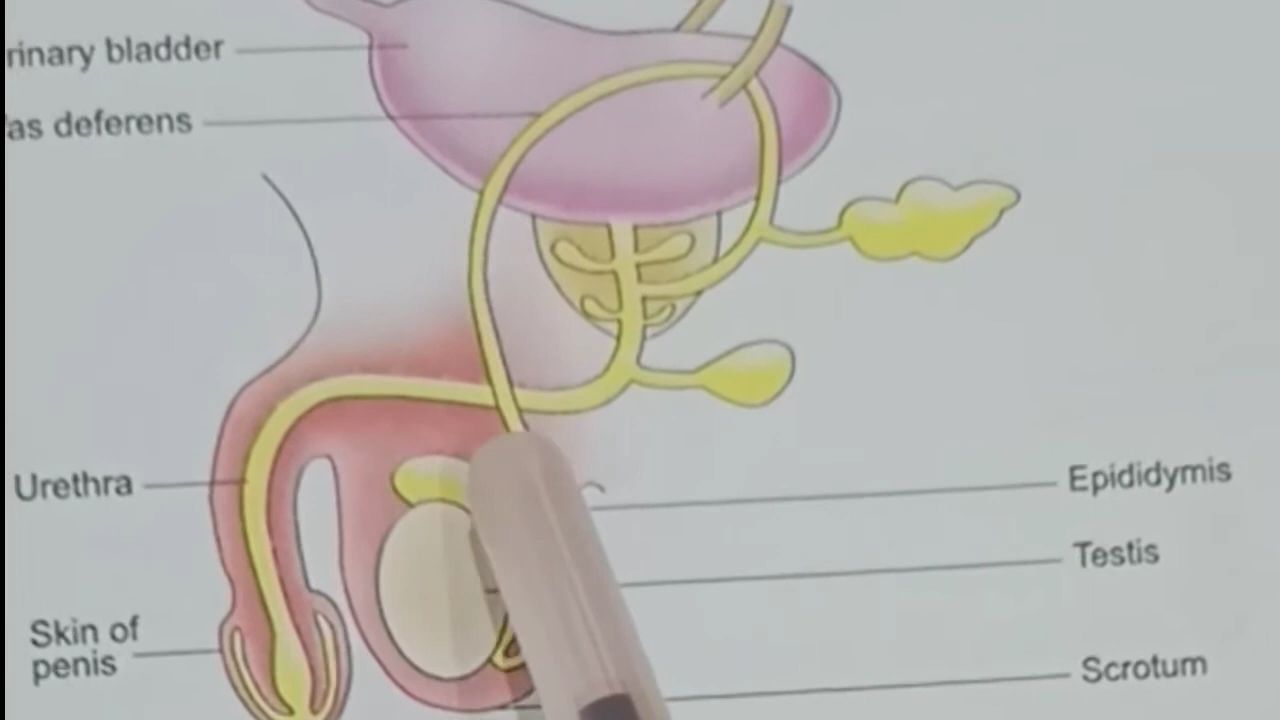 rinary bladder
as deferens
Urethra
Epididymis
Testis
Skin of
penis
Scrotum